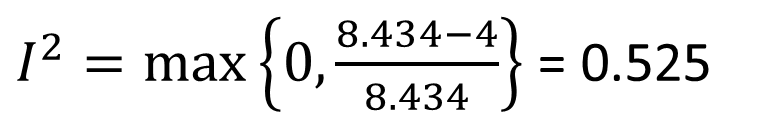 I² = max {0, 8.434−4 / 8.434} = 0.525